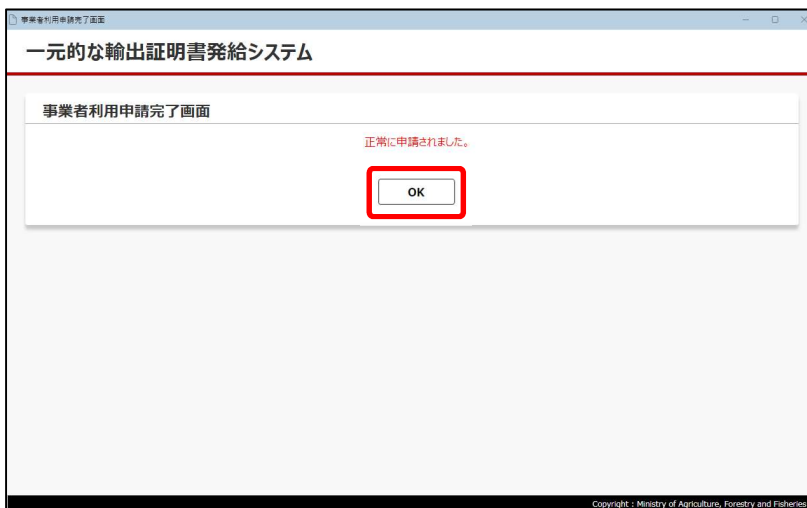 事業者利用申請完了画面
一元的な輸出証明書発給システム
事業者利用申請完了画面
正常に申請されました。
OK
Copyright : Ministry of Agriculture, Forestry and Fisheries